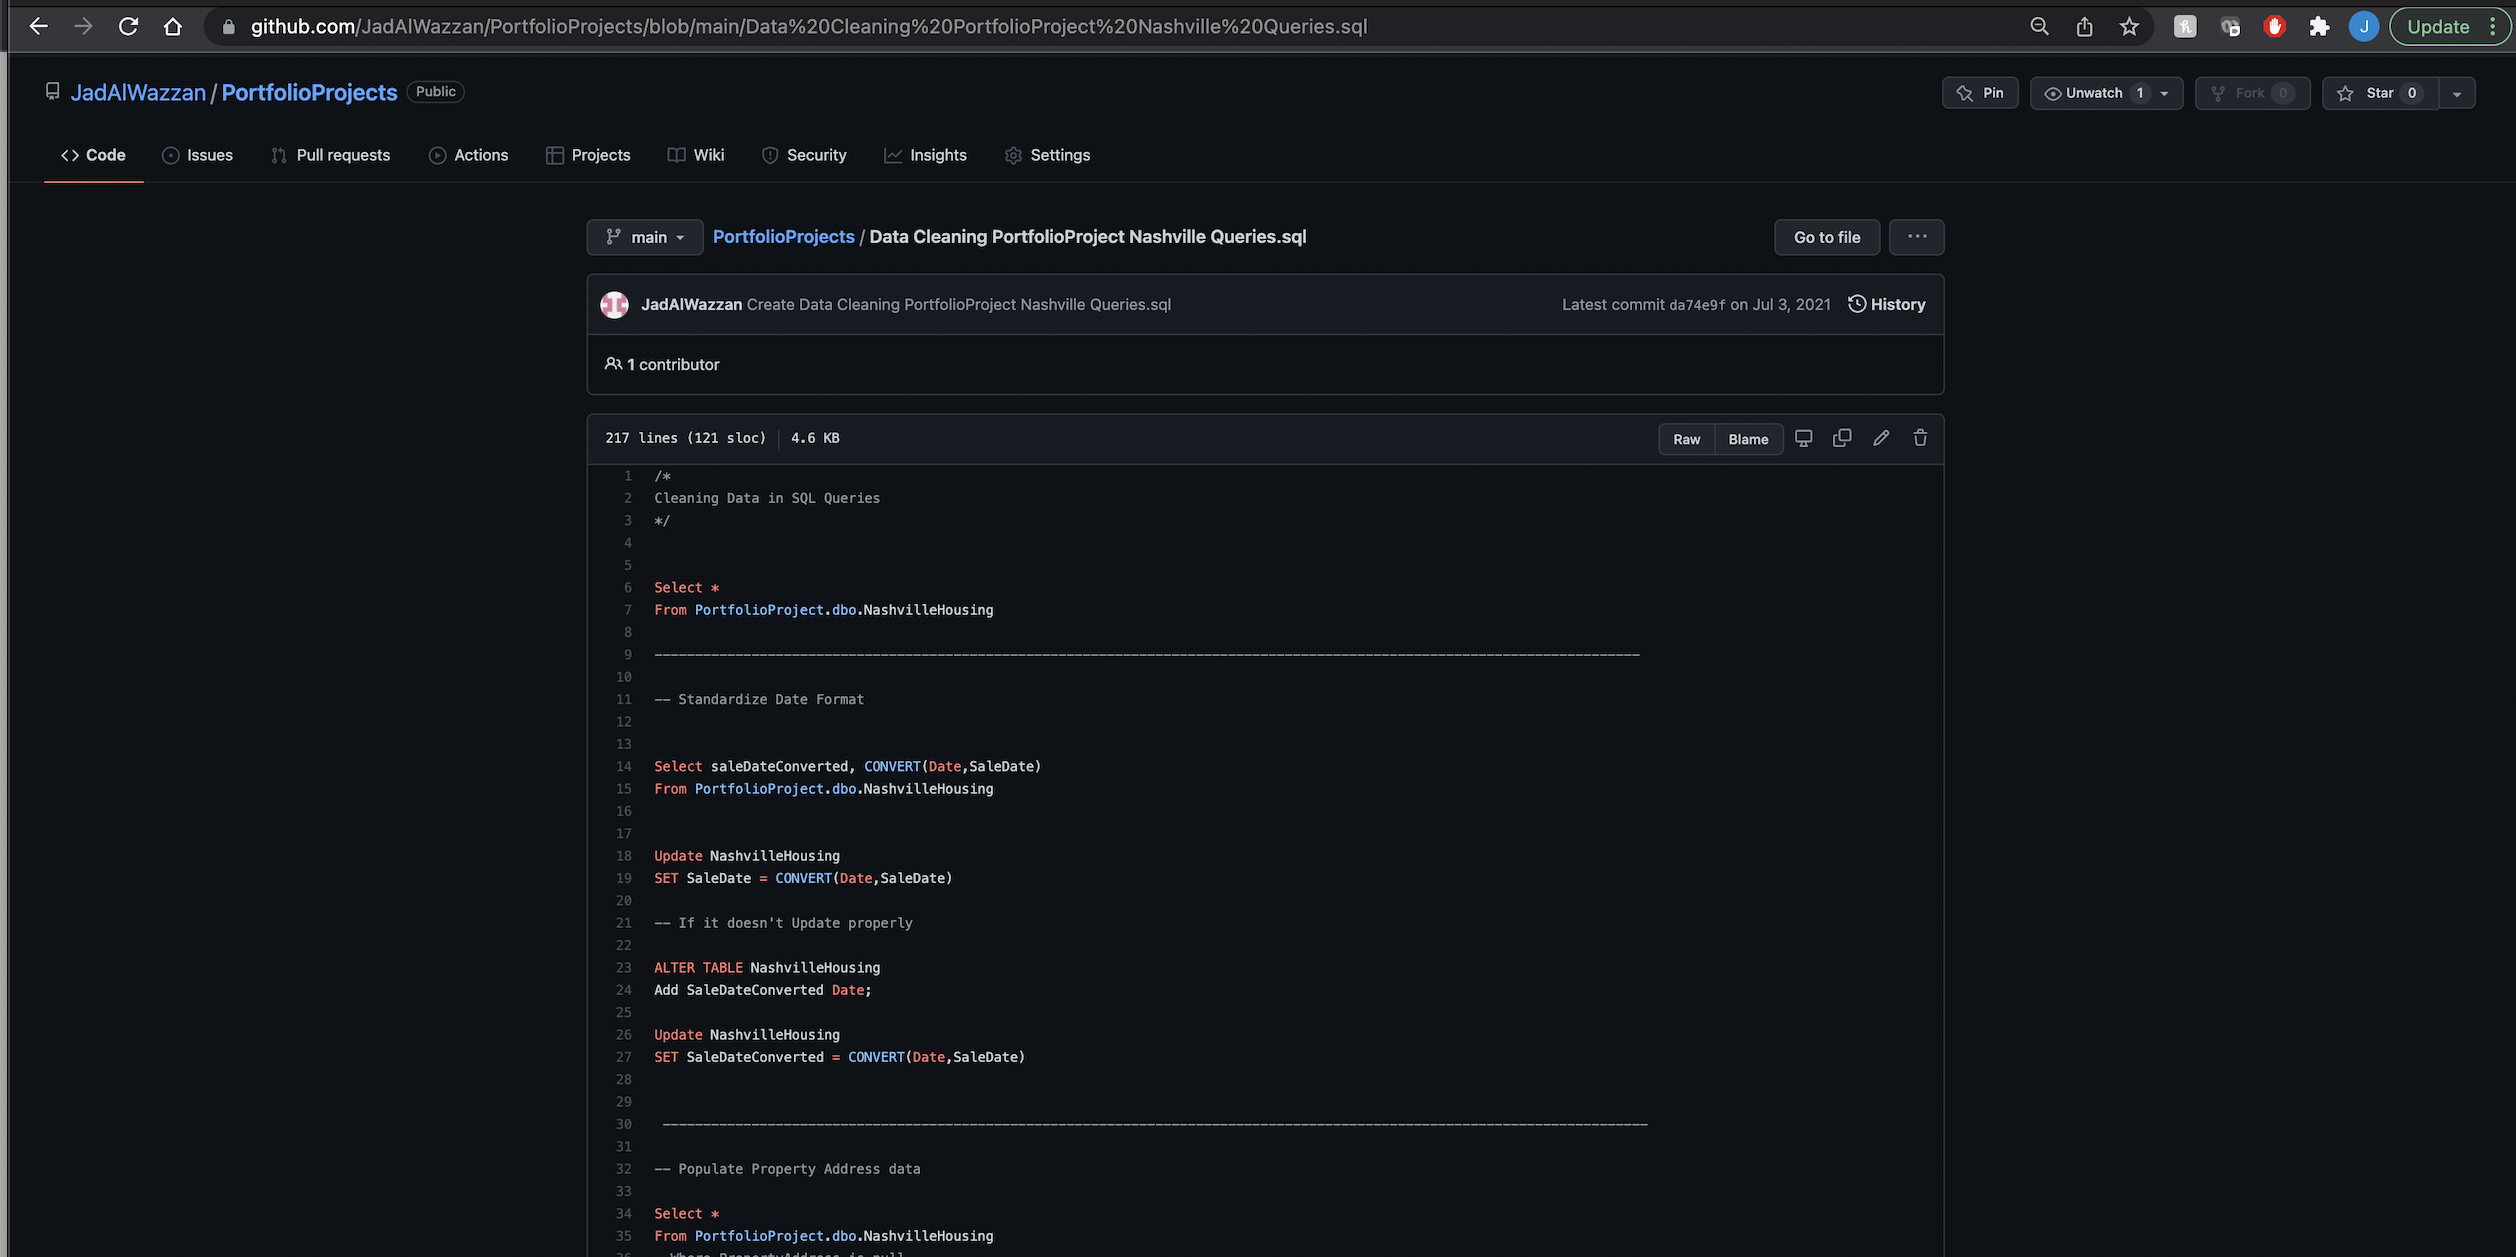 github.com/JadAlWazzan/PortfolioProjects/blob/main/Data%20Cleaning%20PortfolioProject%20Nashville%20Queries.sql
J
Update
JadAlWazzan / PortfolioProjects Public
Pin
Unwatch 1
Fork 0
Star 0
<> Code
Issues
Pull requests
Actions
Projects
Wiki
Security
Insights
Settings
main
PortfolioProjects / Data Cleaning PortfolioProject Nashville Queries.sql
Go to file
...
JadAlWazzan Create Data Cleaning PortfolioProject Nashville Queries.sql
Latest commit da74e9f on Jul 3, 2021
History
1 contributor
217 lines (121 sloc) | 4.6 KB
Raw
Blame
1 /*
2 Cleaning Data in SQL Queries
3 */
4
5
6 Select *
7 From PortfolioProject.dbo.NashvilleHousing
8
9 --------------------------------------------------------------------------------------------------------------------------
10
11 -- Standardize Date Format
12
13
14 Select saleDateConverted, CONVERT(Date,SaleDate)
15 From PortfolioProject.dbo.NashvilleHousing
16
17
18 Update NashvilleHousing
19 SET SaleDate = CONVERT(Date,SaleDate)
20
21 -- If it doesn't Update properly
22
23 ALTER TABLE NashvilleHousing
24 Add SaleDateConverted Date;
25
26 Update NashvilleHousing
27 SET SaleDateConverted = CONVERT(Date,SaleDate)
28
29
30 --------------------------------------------------------------------------------------------------------------------------
31
32 -- Populate Property Address data
33
34 Select *
35 From PortfolioProject.dbo.NashvilleHousing
36 --Where PropertyAddress is null